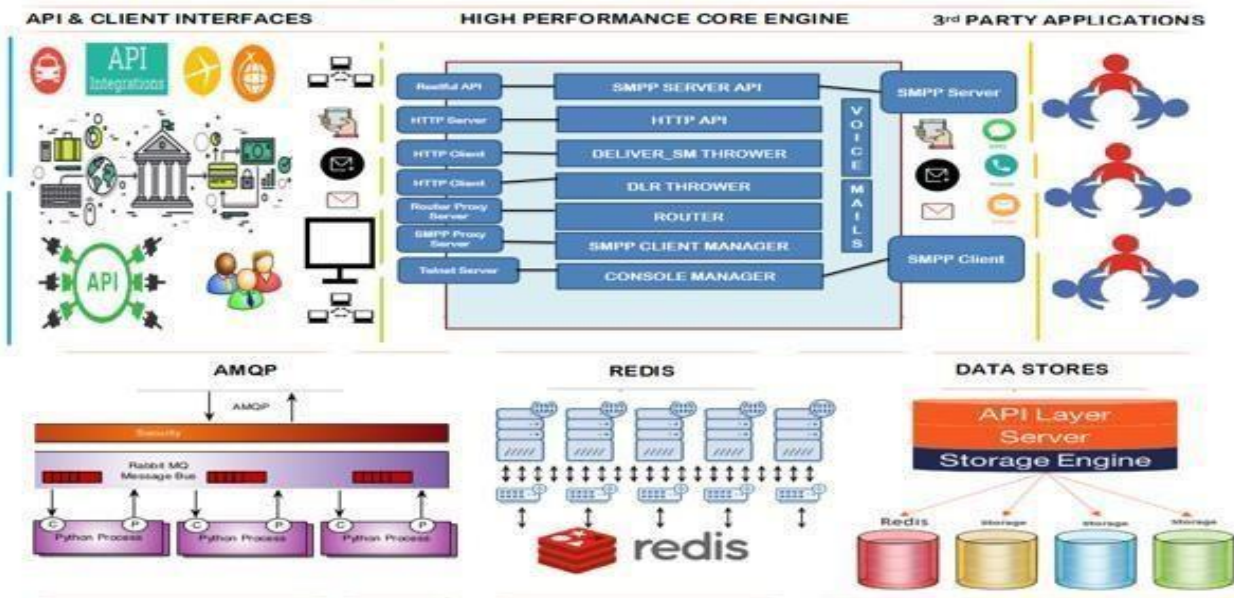 API & CLIENT INTERFACES
HIGH PERFORMANCE CORE ENGINE
3rd PARTY APPLICATIONS
API
Integrations
API
Restful API
SMPP SERVER API
HTTP Server
HTTP API
HTTP Client
DELIVER_SM THROWER
HTTP Client
DLR THROWER
Router Proxy
Server
ROUTER
SMPP Proxy
Server
SMPP CLIENT MANAGER
Telnet Server
CONSOLE MANAGER
VOICE
MAILS
SMPP Server
SMPP Client
AMQP
AMQP
Security
Rabbit MQ
Message Bus
C
P
C
P
C
P
Python Process
Python Process
Python Process
REDIS
redis
DATA STORES
API Layer
Server
Storage Engine
Redis
Storage
Storage
Storage